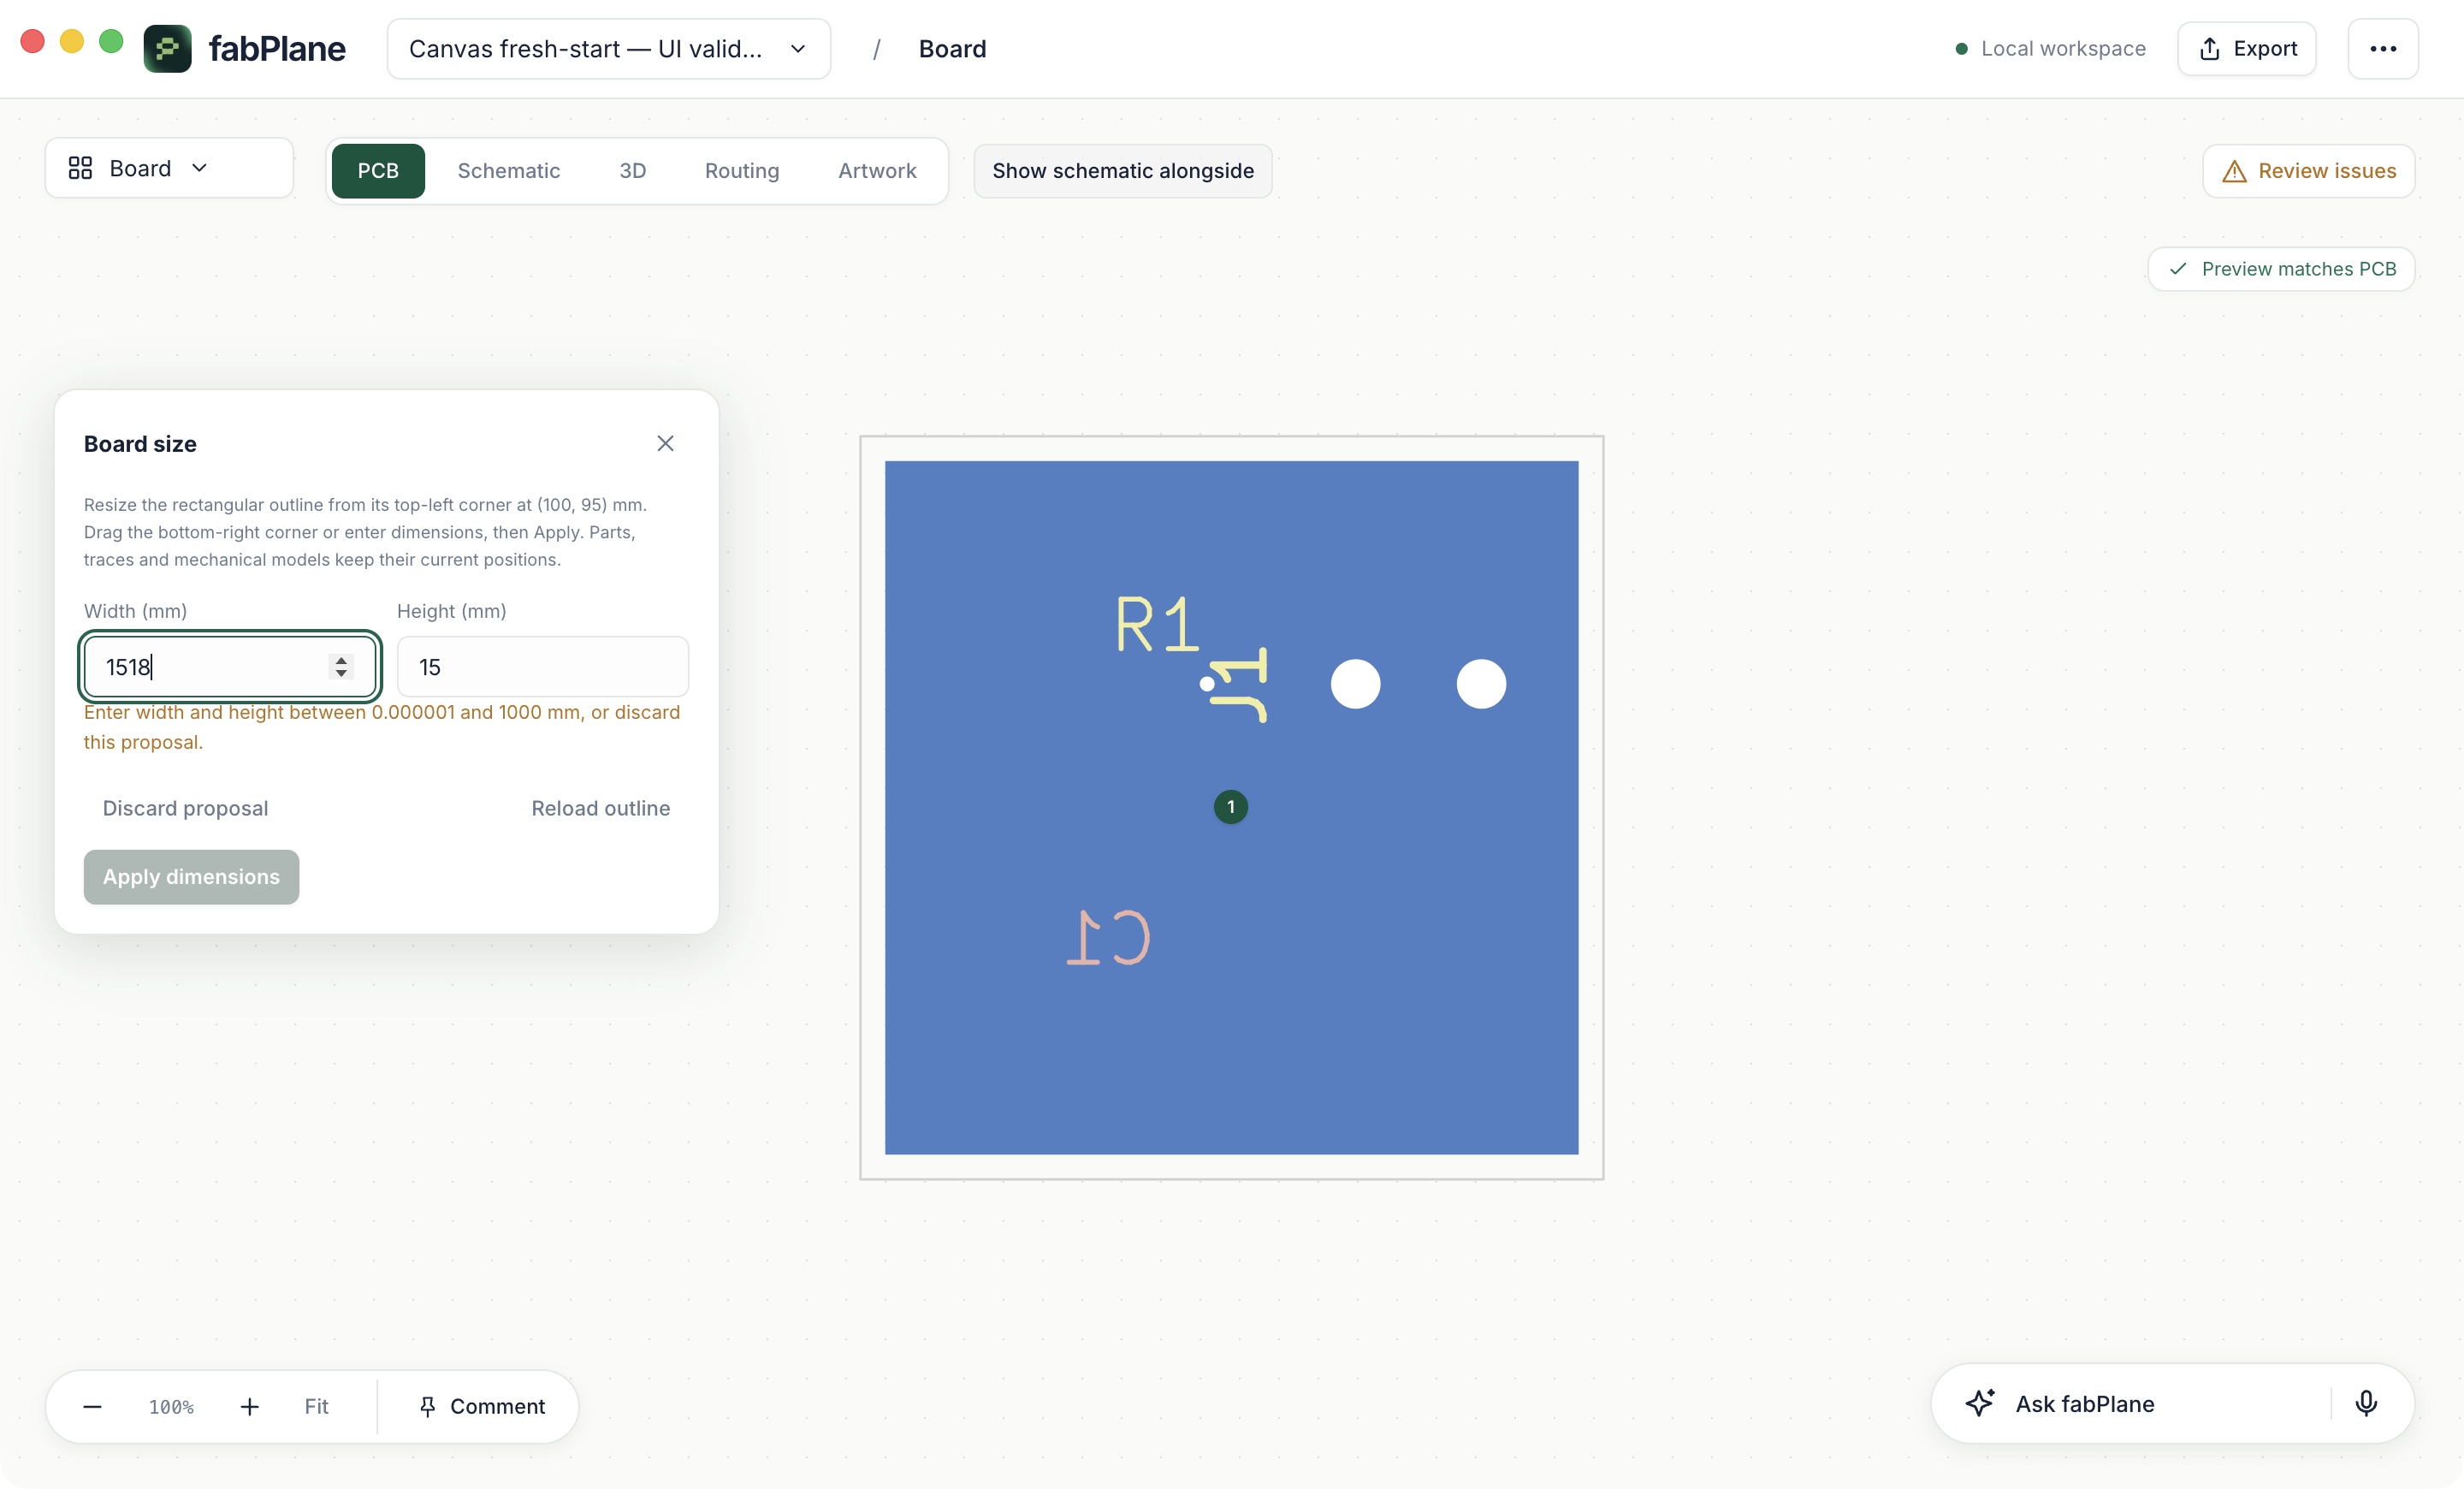 fabPlane
Canvas fresh-start — UI valid...
/
Board
Local workspace
Export
Board
PCB
Schematic
3D
Routing
Artwork
Show schematic alongside
Review issues
Preview matches PCB
Board size
Resize the rectangular outline from its top-left corner at (100, 95) mm.
Drag the bottom-right corner or enter dimensions, then Apply. Parts,
traces and mechanical models keep their current positions.
Width (mm)
Height (mm)
1518
15
Enter width and height between 0.000001 and 1000 mm, or discard
this proposal.
Discard proposal
Reload outline
Apply dimensions
R1
J1
1
C1
100%
Fit
Comment
Ask fabPlane